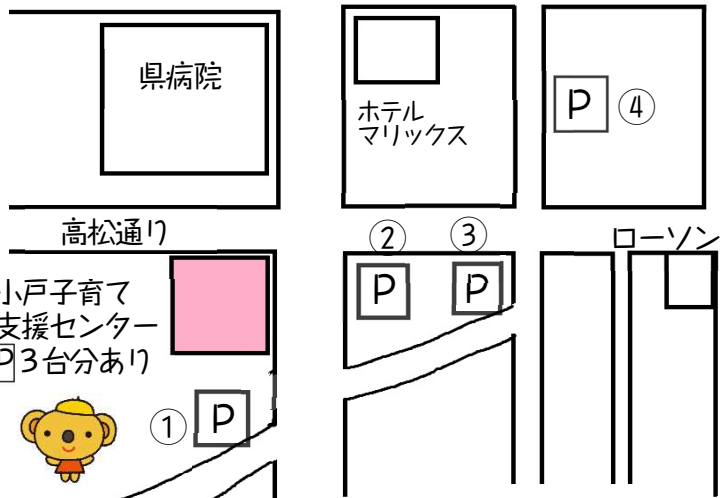 県病院
ホテル
マリックス
P ④
高松通り
② ③
ローソン
P P
小戸子育て
支援センター
P3台分あり
① P